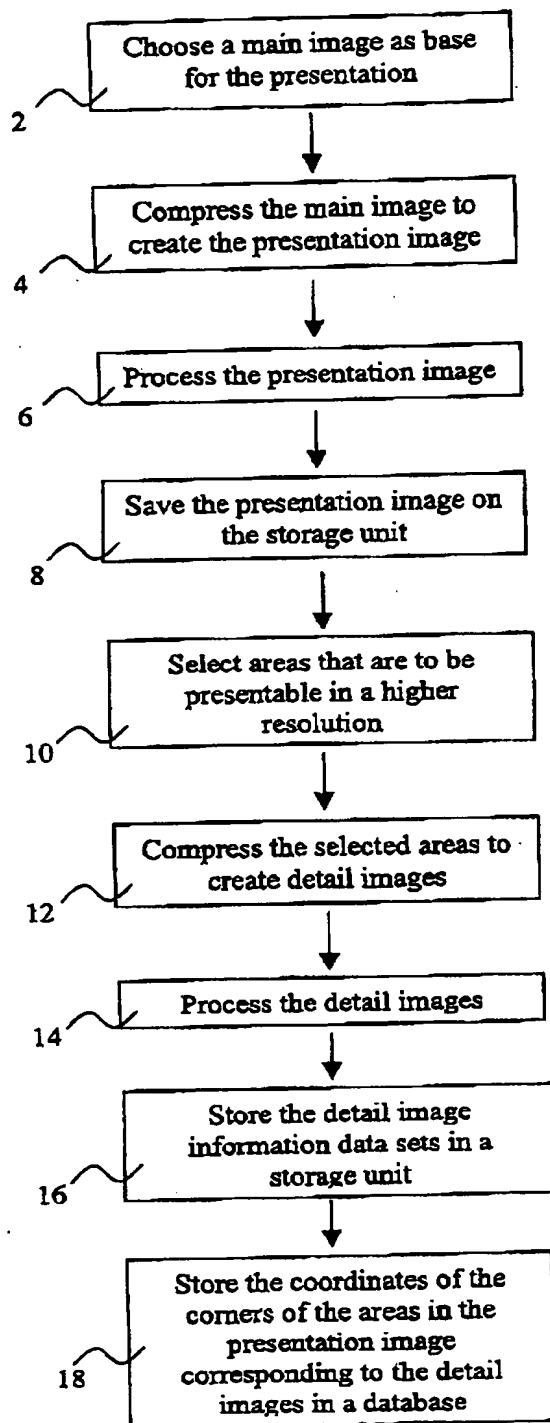 Choose a main image as base
for the presentation
2
Compress the main image to
create the presentation image
4
Process the presentation image
6
Save the presentation image on
the storage unit
8
Select areas that are to be
presentable in a higher
resolution
10
Compress the selected areas to
create detail images
12
Process the detail images
14
Store the detail image
information data sets in a
storage unit
16
Store the coordinates of the
corners of the areas in the
presentation image
corresponding to the detail
images in a database
18